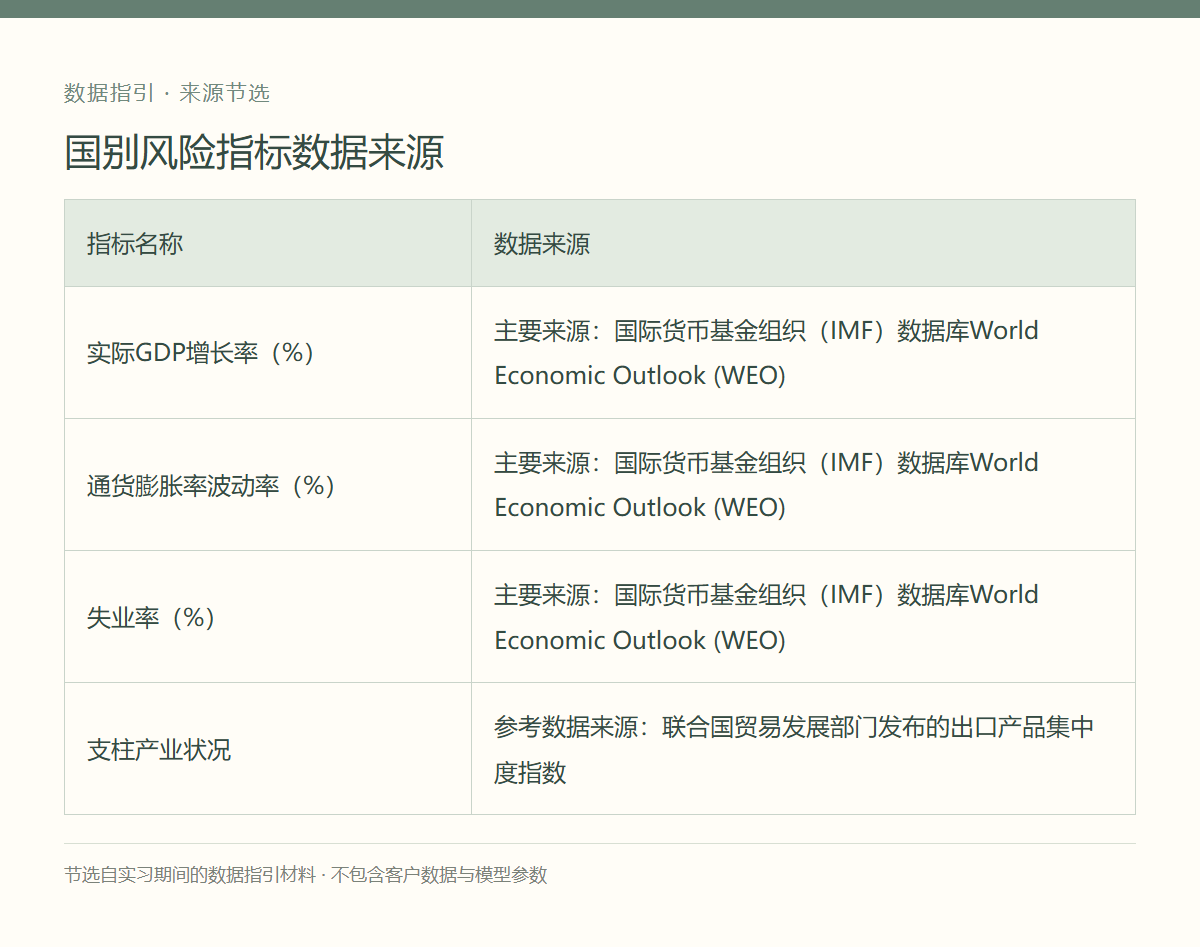 数据指引 · 来源节选
国别风险指标数据来源
指标名称
数据来源
实际GDP增长率（%）
主要来源：国际货币基金组织（IMF）数据库World
Economic Outlook (WEO)
通货膨胀率波动率（%）
主要来源：国际货币基金组织（IMF）数据库World
Economic Outlook (WEO)
失业率（%）
主要来源：国际货币基金组织（IMF）数据库World
Economic Outlook (WEO)
支柱产业状况
参考数据来源：联合国贸易发展部门发布的出口产品集中
度指数
节选自实习期间的数据指引材料 · 不包含客户数据与模型参数